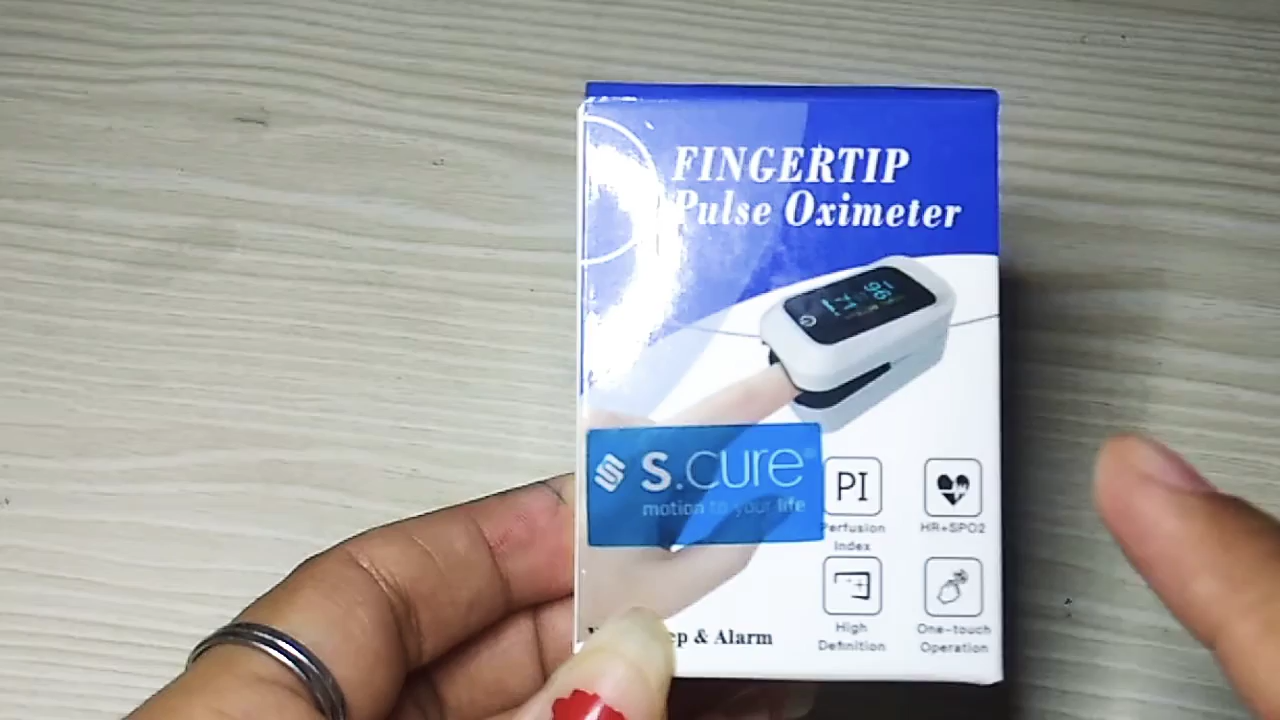 FINGERTIP
Pulse Oximeter
S.cure
motion to your life
PI
Perfusion
Index
HR+SPO2
High
Definition
One-touch
Operation
& Alarm